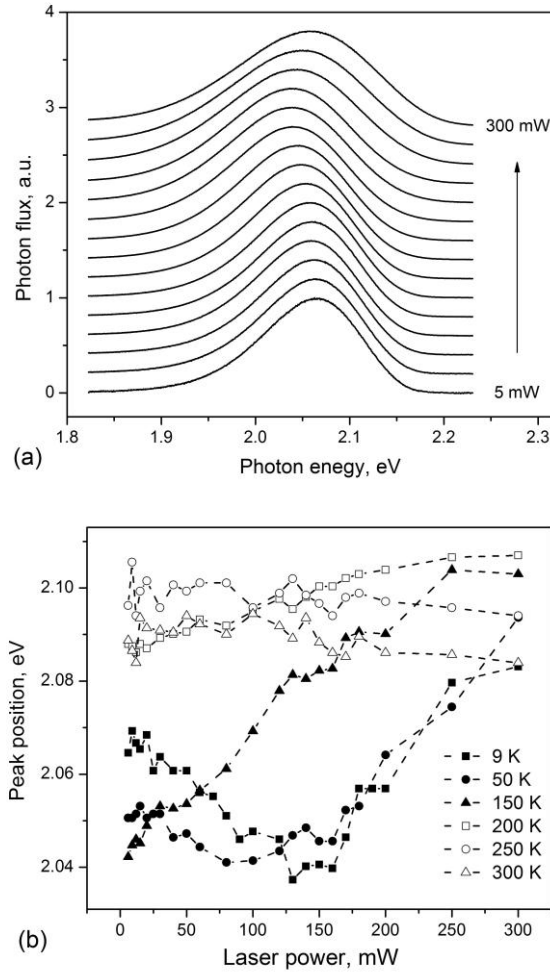 4
3
2
1
0
Photon flux, a.u.
300 mW
5 mW
1.8 1.9 2.0 2.1 2.2 2.3
Photon enegy, eV
(a)
2.10
2.08
2.06
2.04
Peak position, eV
9 K
50 K
150 K
200 K
250 K
300 K
0 50 100 150 200 250 300
Laser power, mW
(b)